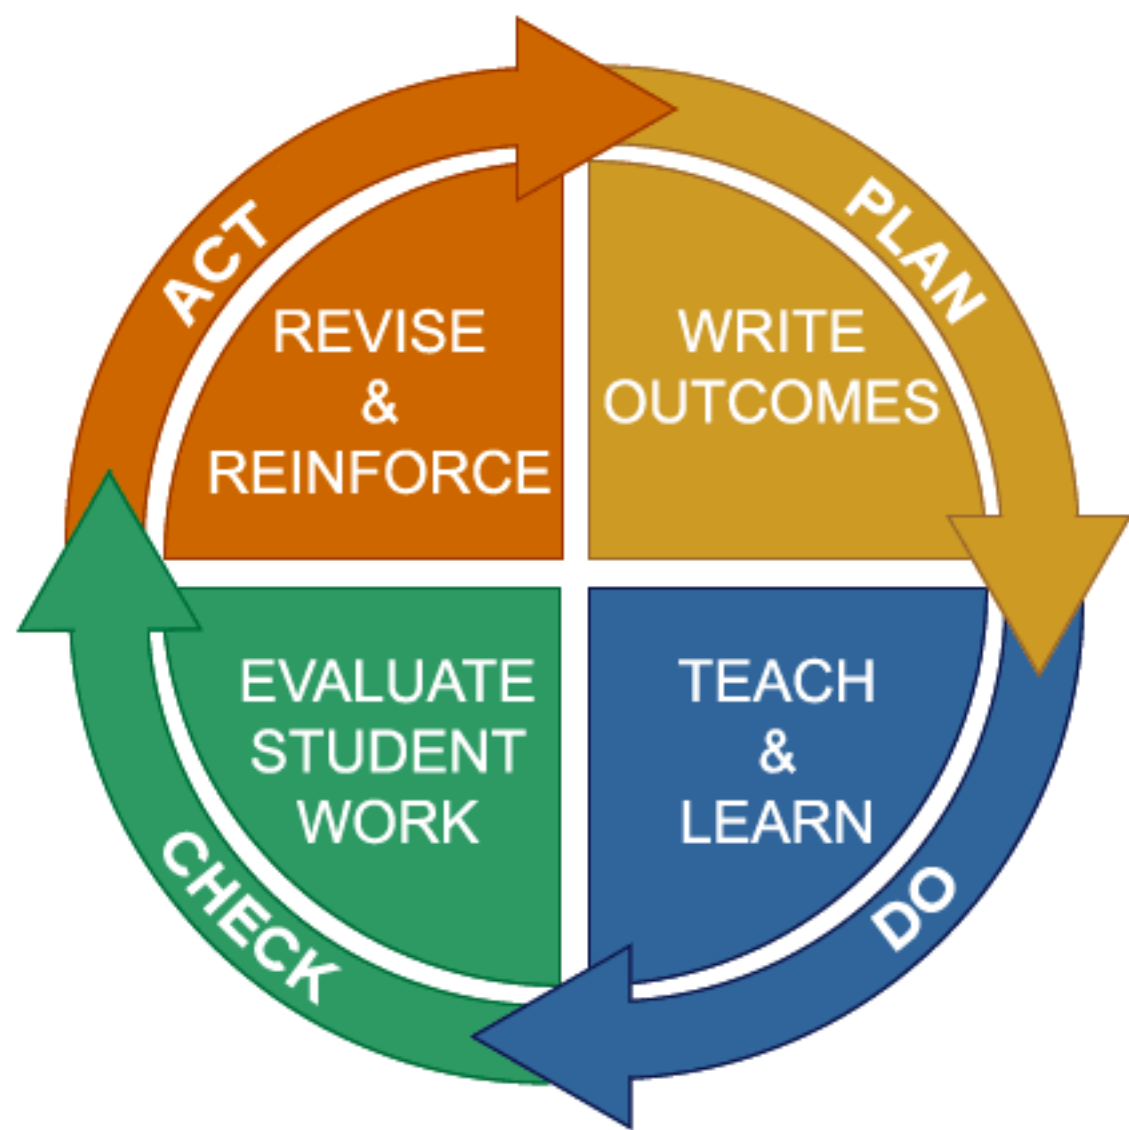 ACT
REVISE
&
REINFORCE
PLAN
WRITE
OUTCOMES
DO
TEACH
&
LEARN
CHECK
EVALUATE
STUDENT
WORK